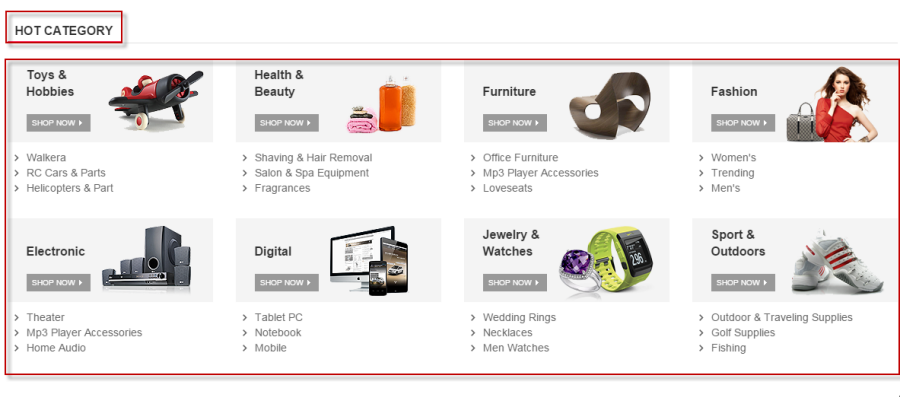 HOT CATEGORY
Toys &
Hobbies
SHOP NOW
Walkera
RC Cars & Parts
Helicopters & Part
Health &
Beauty
SHOP NOW
Shaving & Hair Removal
Salon & Spa Equipment
Fragrances
Furniture
SHOP NOW
Office Furniture
Mp3 Player Accessories
Loveseats
Fashion
SHOP NOW
Women's
Trending
Men's
Electronic
SHOP NOW
Theater
Mp3 Player Accessories
Home Audio
Digital
SHOP NOW
Tablet PC
Notebook
Mobile
Jewelry &
Watches
SHOP NOW
296
Wedding Rings
Necklaces
Men Watches
Sport &
Outdoors
SHOP NOW
Outdoor & Traveling Supplies
Golf Supplies
Fishing